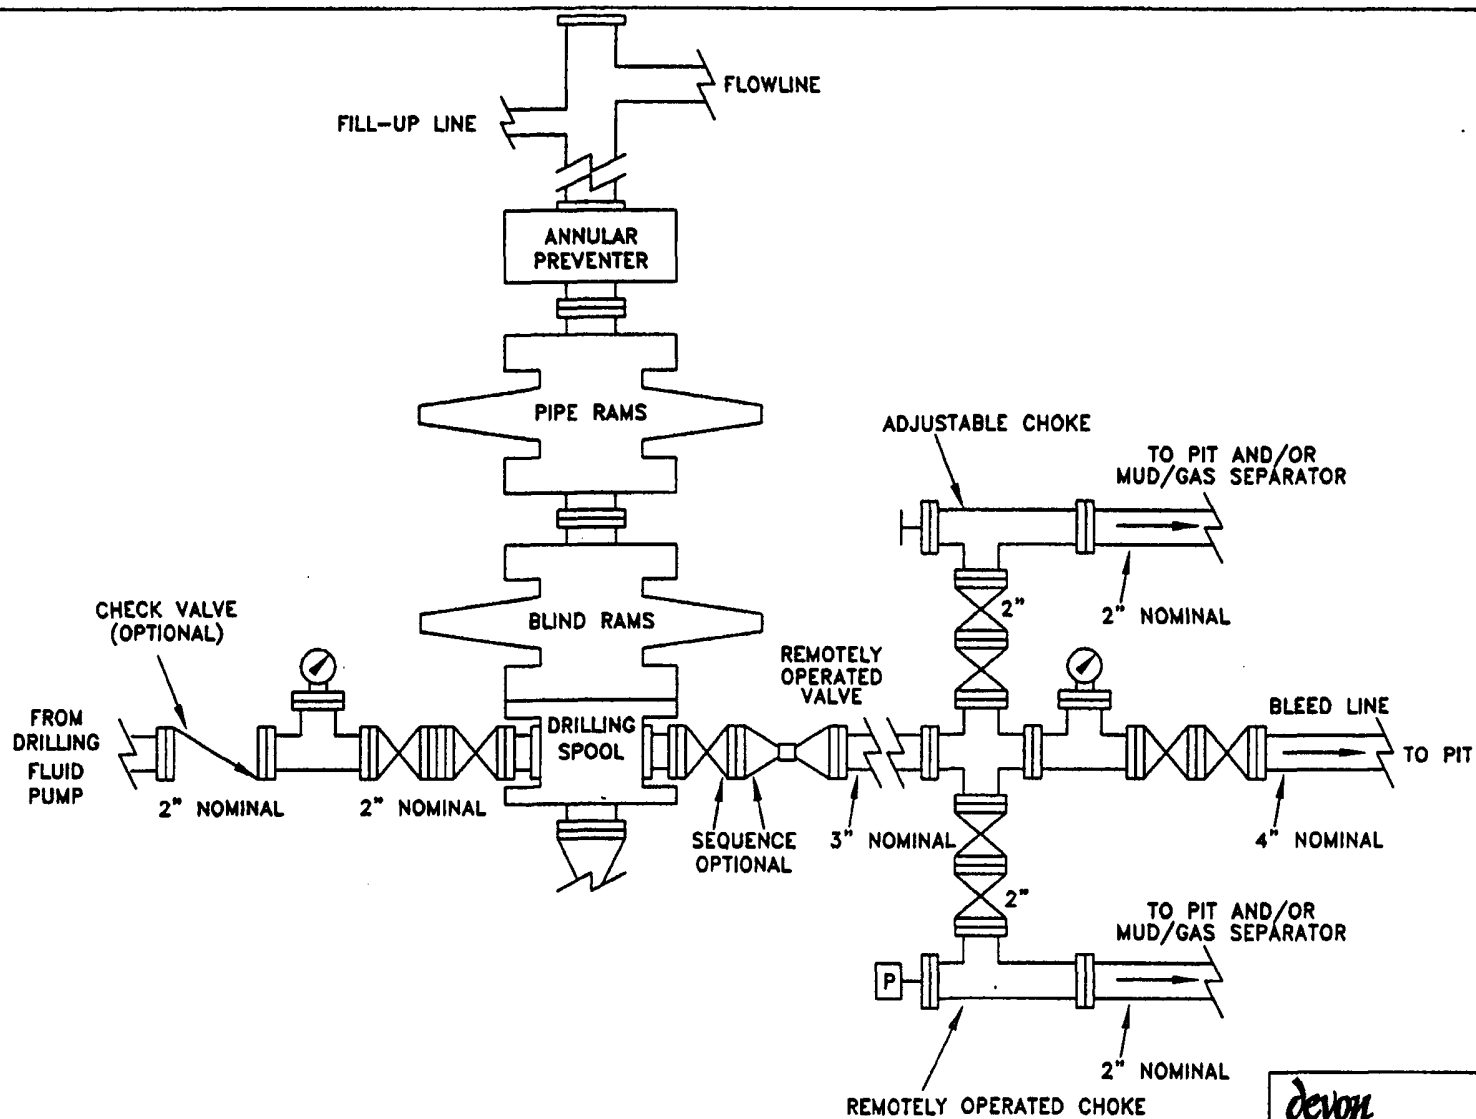 FLOWLINE
FILL-UP LINE
ANNULAR
PREVENTER
PIPE RAMS
ADJUSTABLE CHOKE
TO PIT AND/OR
MUD/GAS SEPARATOR
2"
2" NOMINAL
CHECK VALVE
(OPTIONAL)
BLIND RAMS
REMOTELY
OPERATED
VALVE
FROM
DRILLING
FLUID
PUMP
DRILLING
SPOOL
BLEED LINE
TO PIT
2" NOMINAL
2" NOMINAL
SEQUENCE
OPTIONAL
3" NOMINAL
4" NOMINAL
2"
TO PIT AND/OR
MUD/GAS SEPARATOR
P
2" NOMINAL
REMOTELY OPERATED CHOKE
devon